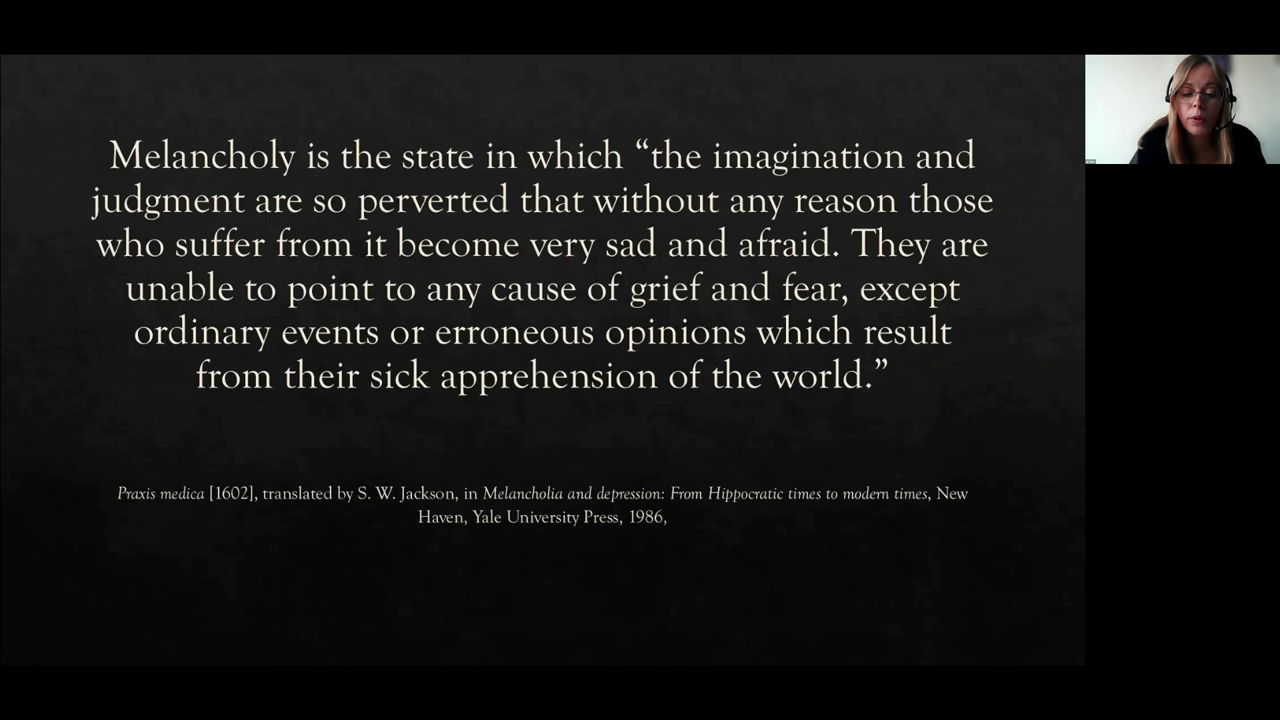 Melancholy is the state in which “the imagination and
judgment are so perverted that without any reason those
who suffer from it become very sad and afraid. They are
unable to point to any cause of grief and fear, except
ordinary events or erroneous opinions which result
from their sick apprehension of the world.”
Praxis medica [1602], translated by S. W. Jackson, in Melancholia and depression: From Hippocratic times to modern times, New
Haven, Yale University Press, 1986,